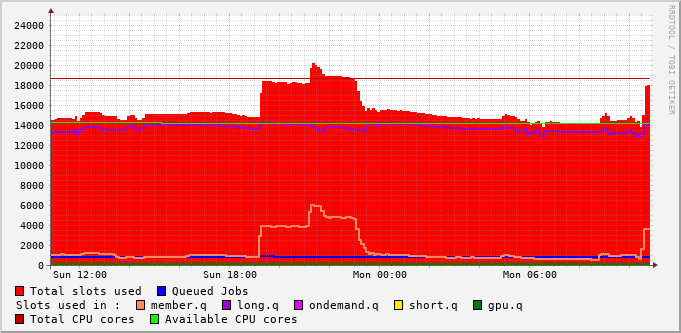 24000
22000
20000
18000
16000
14000
12000
10000
8000
6000
4000
2000
0
Sun 12:00 Sun 18:00 Mon 00:00 Mon 06:00
Total slots used Queued Jobs
Slots used in : member.q long.q ondemand.q short.q gpu.q
Total CPU cores Available CPU cores
RRDTOOL / TOBI OETIKER